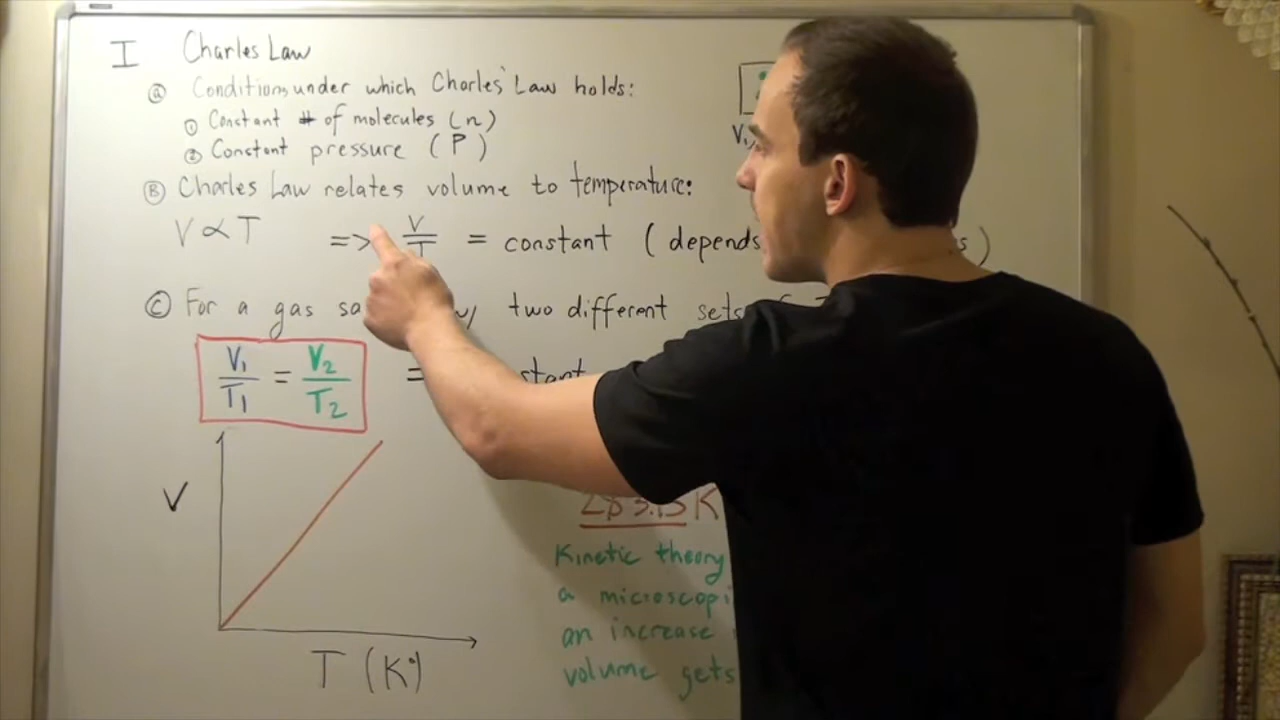 I Charles Law
ⓐ Conditions under which Charles' Law holds:
① Constant # of molecules (n)
② Constant pressure (P)
Ⓑ Charles Law relates volume to temperature:
V ∝ T => V/T = constant (depends
Ⓒ For a gas two different sets
V₁/T₁ = V₂/T₂ =
V₁
V
T (K°)
K
Kinetic theory
a
an increase
volume gets